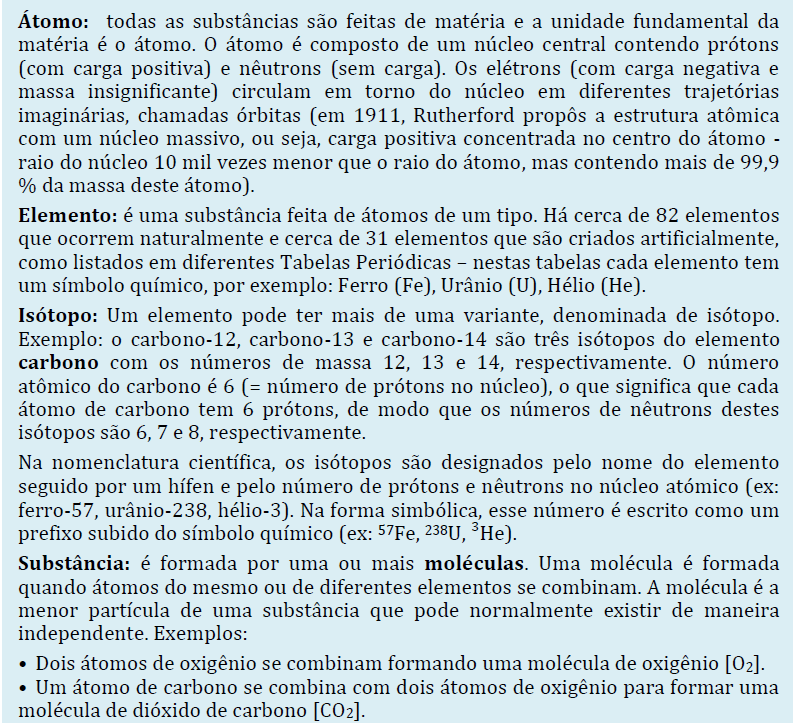 Átomo: todas as substâncias são feitas de matéria e a unidade fundamental da
matéria é o átomo. O átomo é composto de um núcleo central contendo prótons
(com carga positiva) e nêutrons (sem carga). Os elétrons (com carga negativa e
massa insignificante) circulam em torno do núcleo em diferentes trajetórias
imaginárias, chamadas órbitas (em 1911, Rutherford propôs a estrutura atômica
com um núcleo massivo, ou seja, carga positiva concentrada no centro do átomo -
raio do núcleo 10 mil vezes menor que o raio do átomo, mas contendo mais de 99,9
% da massa deste átomo).
Elemento: é uma substância feita de átomos de um tipo. Há cerca de 82 elementos
que ocorrem naturalmente e cerca de 31 elementos que são criados artificialmente,
como listados em diferentes Tabelas Periódicas – nestas tabelas cada elemento tem
um símbolo químico, por exemplo: Ferro (Fe), Urânio (U), Hélio (He).
Isótopo: Um elemento pode ter mais de uma variante, denominada de isótopo.
Exemplo: o carbono-12, carbono-13 e carbono-14 são três isótopos do elemento
carbono com os números de massa 12, 13 e 14, respectivamente. O número
atômico do carbono é 6 (= número de prótons no núcleo), o que significa que cada
átomo de carbono tem 6 prótons, de modo que os números de nêutrons destes
isótopos são 6, 7 e 8, respectivamente.
Na nomenclatura científica, os isótopos são designados pelo nome do elemento
seguido por um hífen e pelo número de prótons e nêutrons no núcleo atómico (ex:
ferro-57, urânio-238, hélio-3). Na forma simbólica, esse número é escrito como um
prefixo subido do símbolo químico (ex: ⁵⁷Fe, ²³⁸U, ³He).
Substância: é formada por uma ou mais moléculas. Uma molécula é formada
quando átomos do mesmo ou de diferentes elementos se combinam. A molécula é a
menor partícula de uma substância que pode normalmente existir de maneira
independente. Exemplos:
• Dois átomos de oxigênio se combinam formando uma molécula de oxigênio [O₂].
• Um átomo de carbono se combina com dois átomos de oxigênio para formar uma
molécula de dióxido de carbono [CO₂].